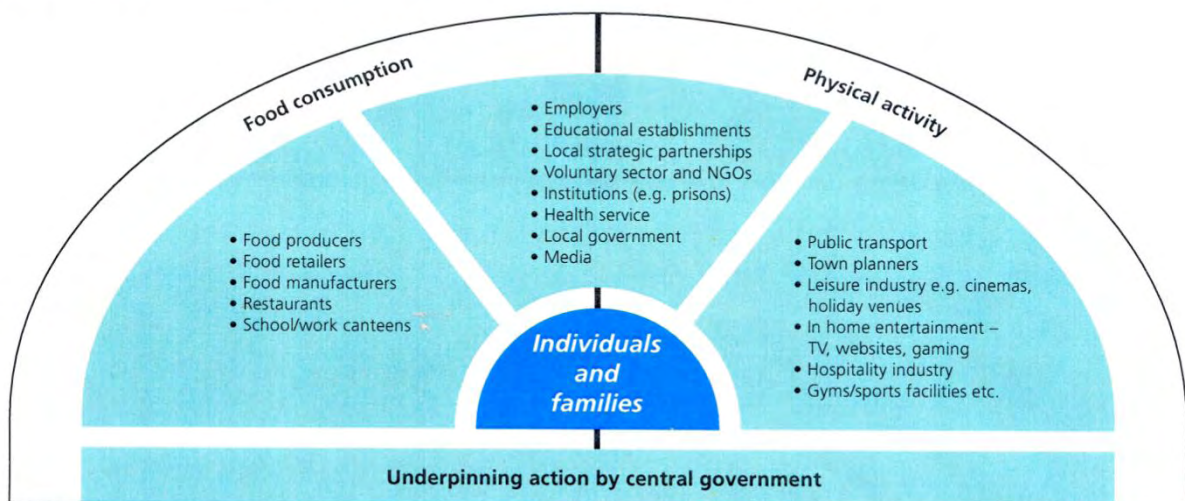 Food consumption
Physical activity
• Employers
• Educational establishments
• Local strategic partnerships
• Voluntary sector and NGOs
• Institutions (e.g. prisons)
• Health service
• Local government
• Media
• Food producers
• Food retailers
• Food manufacturers
• Restaurants
• School/work canteens
• Public transport
• Town planners
• Leisure industry e.g. cinemas,
holiday venues
• In home entertainment –
TV, websites, gaming
• Hospitality industry
• Gyms/sports facilities etc.
Individuals
and
families
Underpinning action by central government